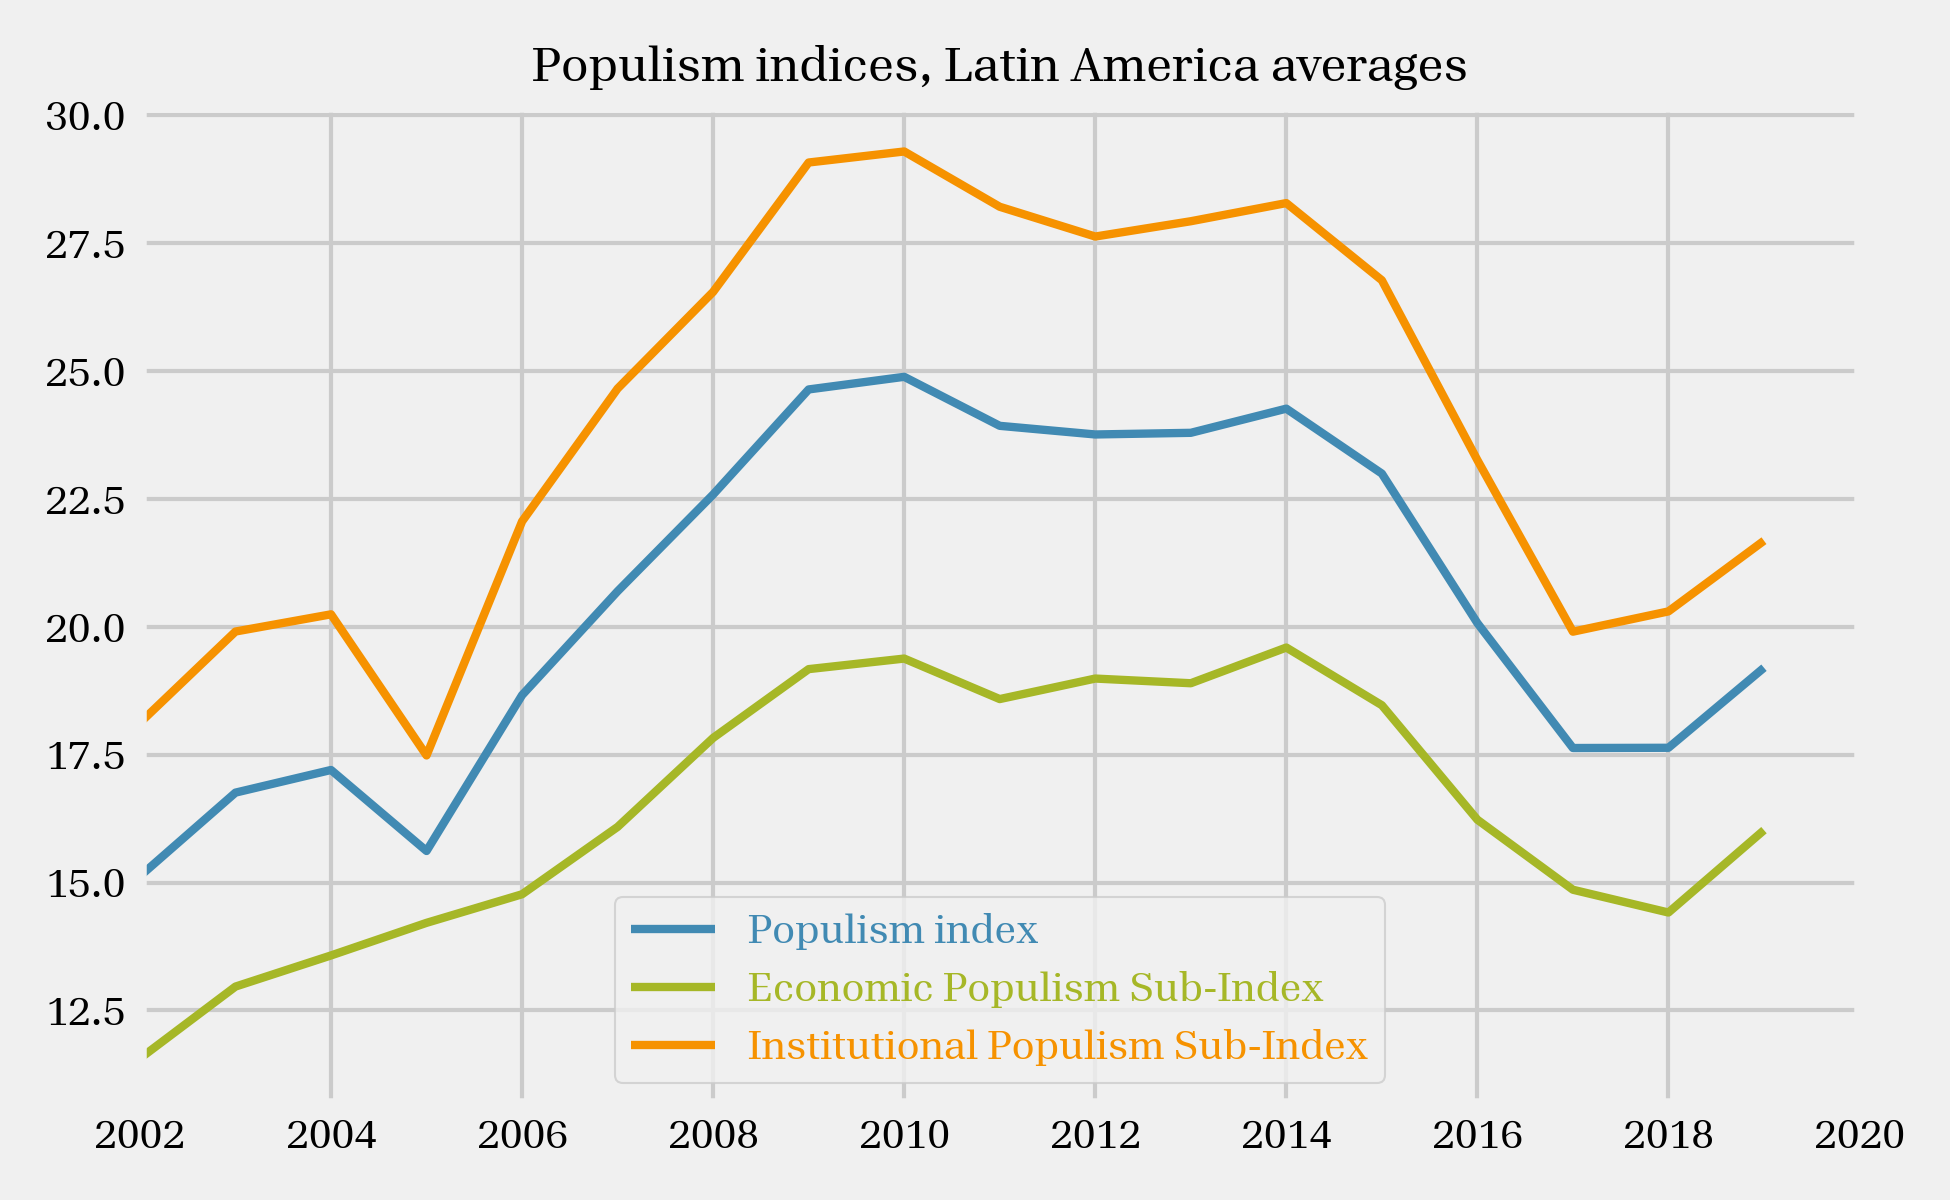 Populism indices, Latin America averages
30.0
27.5
25.0
22.5
20.0
17.5
15.0
12.5
Populism index
Economic Populism Sub-Index
Institutional Populism Sub-Index
2002 2004 2006 2008 2010 2012 2014 2016 2018 2020